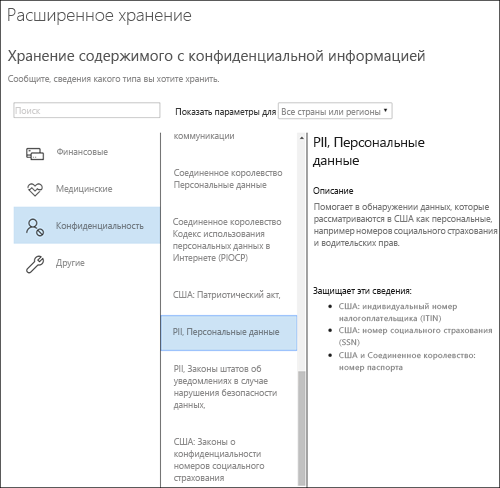 Расширенное хранение
Хранение содержимого с конфиденциальной информацией
Сообщите, сведения какого типа вы хотите хранить.
Поиск
Показать параметры для
Все страны или регионы
Финансовые
Медицинские
Конфиденциальность
Другие
коммуникации
Соединенное королевство
Персональные данные
Соединенное королевство
Кодекс использования
персональных данных в
Интернете (PIOCP)
США: Патриотический акт,
PII, Персональные данные
PII, Законы штатов об
уведомлениях в случае
нарушения безопасности
данных,
США: Законы о
конфиденциальности
номеров социального
страхования
PII, Персональные
данные
Описание
Помогает в обнаружении данных, которые
рассматриваются в США как персональные,
например номеров социального страхования
и водительских прав.
Защищает эти сведения:
США: индивидуальный номер
налогоплательщика (ITIN)
США: номер социального страхования
(SSN)
США и Соединенное королевство:
номер паспорта